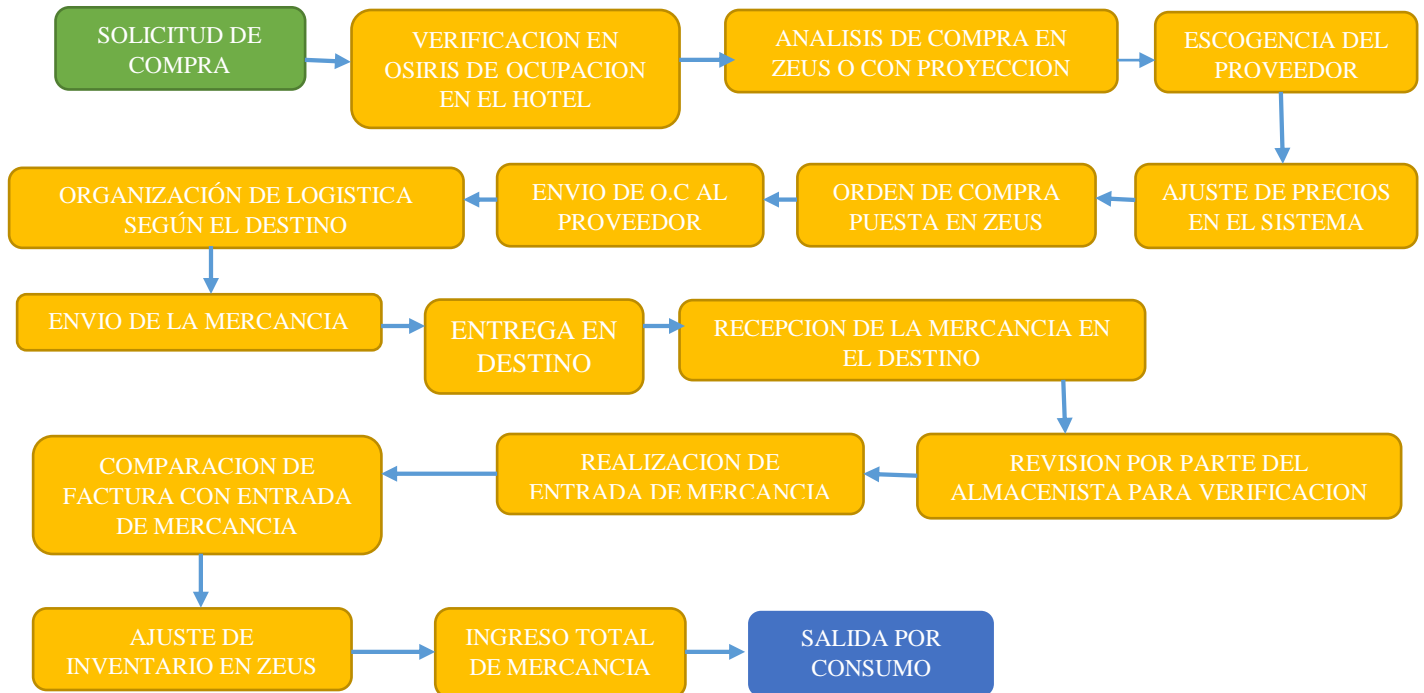 SOLICITUD DE
COMPRA
VERIFICACION EN
OSIRIS DE OCUPACION
EN EL HOTEL
ANALISIS DE COMPRA EN
ZEUS O CON PROYECCION
ESCOGENCIA DEL
PROVEEDOR
AJUSTE DE PRECIOS
EN EL SISTEMA
ORDEN DE COMPRA
PUESTA EN ZEUS
ENVIO DE O.C AL
PROVEEDOR
ORGANIZACIÓN DE LOGISTICA
SEGÚN EL DESTINO
ENVIO DE LA MERCANCIA
ENTREGA EN
DESTINO
RECEPCION DE LA MERCANCIA EN
EL DESTINO
REVISION POR PARTE DEL
ALMACENISTA PARA VERIFICACION
REALIZACION DE
ENTRADA DE MERCANCIA
COMPARACION DE
FACTURA CON ENTRADA
DE MERCANCIA
AJUSTE DE
INVENTARIO EN ZEUS
INGRESO TOTAL
DE MERCANCIA
SALIDA POR
CONSUMO